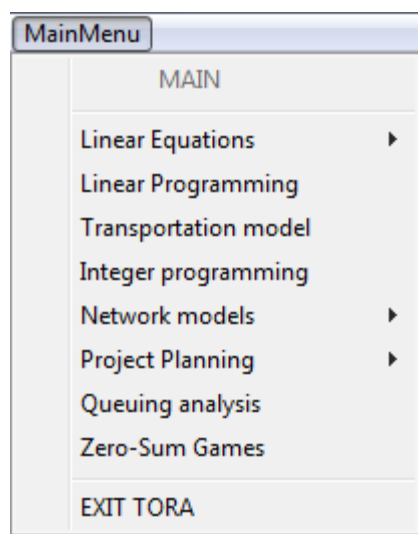 MainMenu
MAIN
Linear Equations
Linear Programming
Transportation model
Integer programming
Network models
Project Planning
Queuing analysis
Zero-Sum Games
EXIT TORA